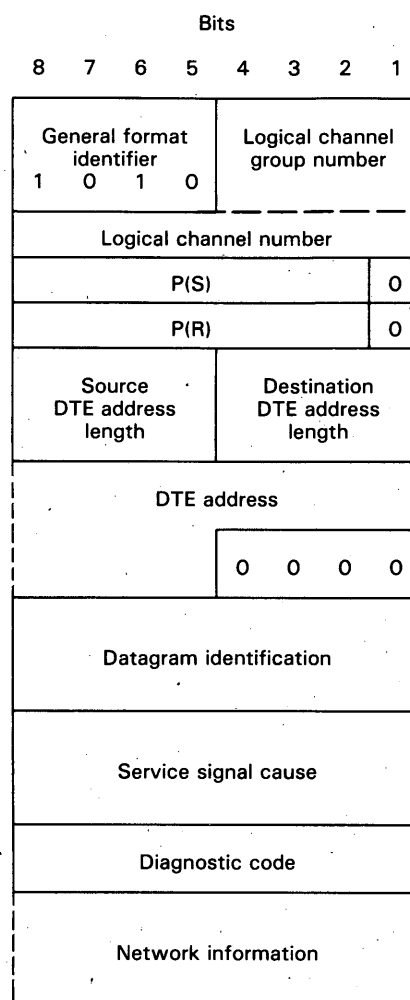 Bits
8 7 6 5 4 3 2 1
General format
identifier
1 0 1 0
Logical channel
group number
Logical channel number
P(S) 0
P(R) 0
Source
DTE address
length
Destination
DTE address
length
DTE address
0 0 0 0
Datagram identification
Service signal cause
Diagnostic code
Network information